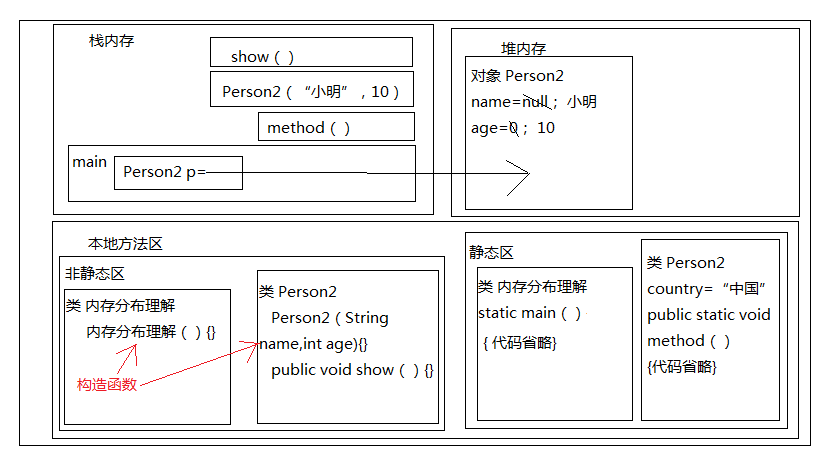 栈内存
show（ ）
Person2（ “小明” ，10 ）
method（ ）
main
Person2 p=
堆内存
对象 Person2
name=null； 小明
age=0； 10
本地方法区
非静态区
类 内存分布理解
内存分布理解（ ）{}
构造函数
类 Person2
Person2（ String
name,int age){}
public void show（ ）{}
静态区
类 内存分布理解
static main（ ）
{ 代码省略}
类 Person2
country= “中国”
public static void
method（ ）
{代码省略}